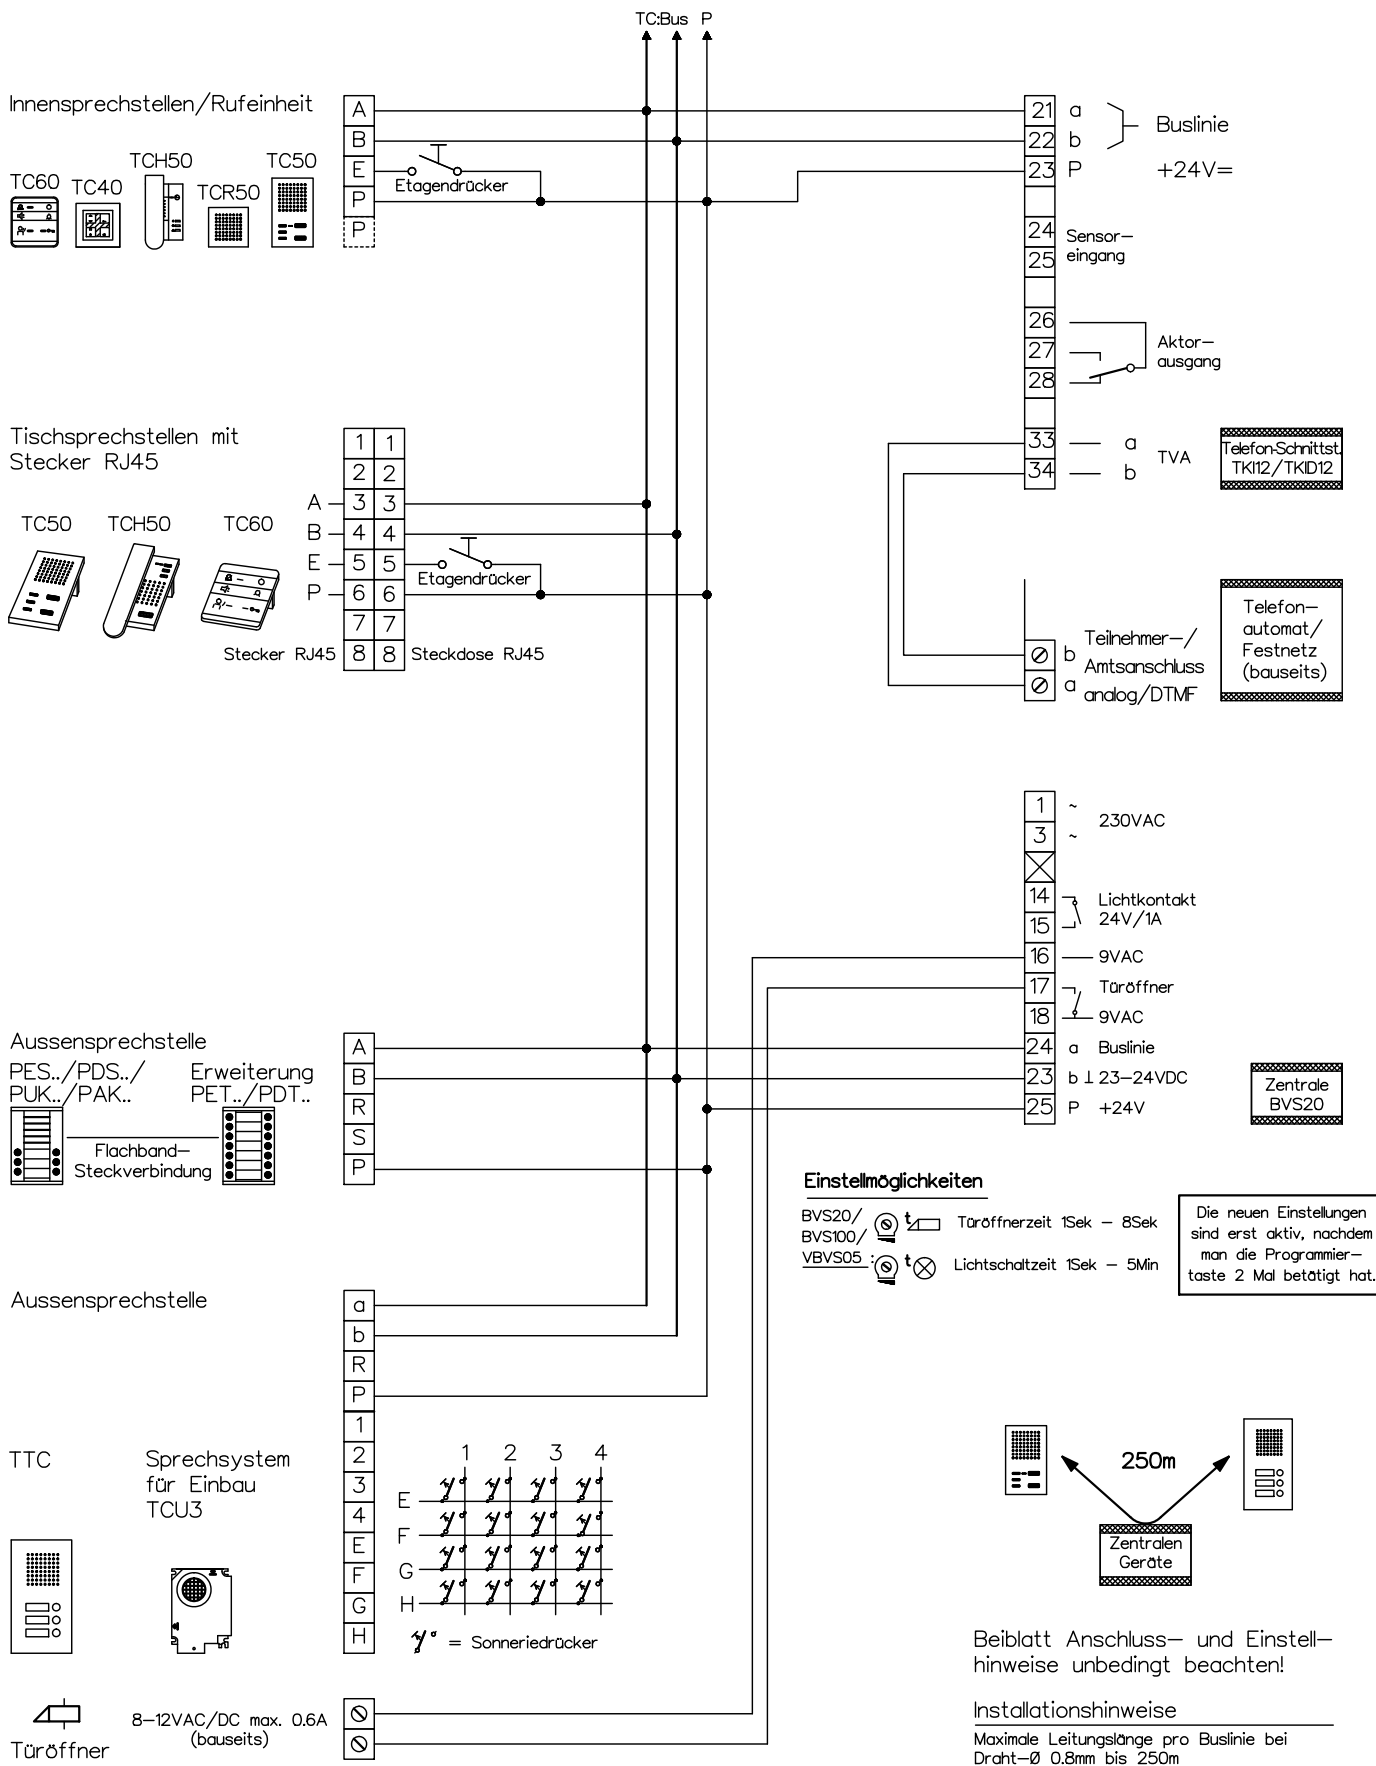 TC:Bus P
Innensprechstellen/Rufeinheit
TC60
TC40
TCH50
TCR50
TC50
A
B
E
P
P
Etagendrücker
21 a
22 b
Buslinie
23 P +24V=
24
25
Sensor-
eingang
26
27
28
Aktor-
ausgang
33 a
34 b
TVA
Telefon-Schnittst.
TKI12/TKID12
Tischsprechstellen mit
Stecker RJ45
TC50
TCH50
TC60
1 1
2 2
A 3 3
B 4 4
E 5 5
P 6 6
7 7
8 8
Etagendrücker
Stecker RJ45
Steckdose RJ45
b
a
Teilnehmer-/
Amtsanschluss
analog/DTMF
Telefon-
automat/
Festnetz
(bauseits)
1 ~
3 ~
230VAC
14
15
Lichtkontakt
24V/1A
16 9VAC
17 Türöffner
18 9VAC
24 a Buslinie
23 b ⊥ 23-24VDC
25 P +24V
Zentrale
BVS20
Aussensprechstelle
PES../PDS../
PUK../PAK..
Erweiterung
PET../PDT..
Flachband-
Steckverbindung
A
B
R
S
P
Einstellmöglichkeiten
BVS20/
BVS100/
VBVS05 :
t Türöffnerzeit 1Sek - 8Sek
t Lichtschaltzeit 1Sek - 5Min
Die neuen Einstellungen
sind erst aktiv, nachdem
man die Programmier-
taste 2 Mal betätigt hat.
Aussensprechstelle
a
b
R
P
1
2
3
4
E
F
G
H
TTC
Sprechsystem
für Einbau
TCU3
1 2 3 4
E
F
G
H
= Sonneriedrücker
250m
Zentralen
Geräte
Beiblatt Anschluss- und Einstell-
hinweise unbedingt beachten!
Installationshinweise
Maximale Leitungslänge pro Buslinie bei
Draht-Ø 0.8mm bis 250m
Türöffner
8-12VAC/DC max. 0.6A
(bauseits)